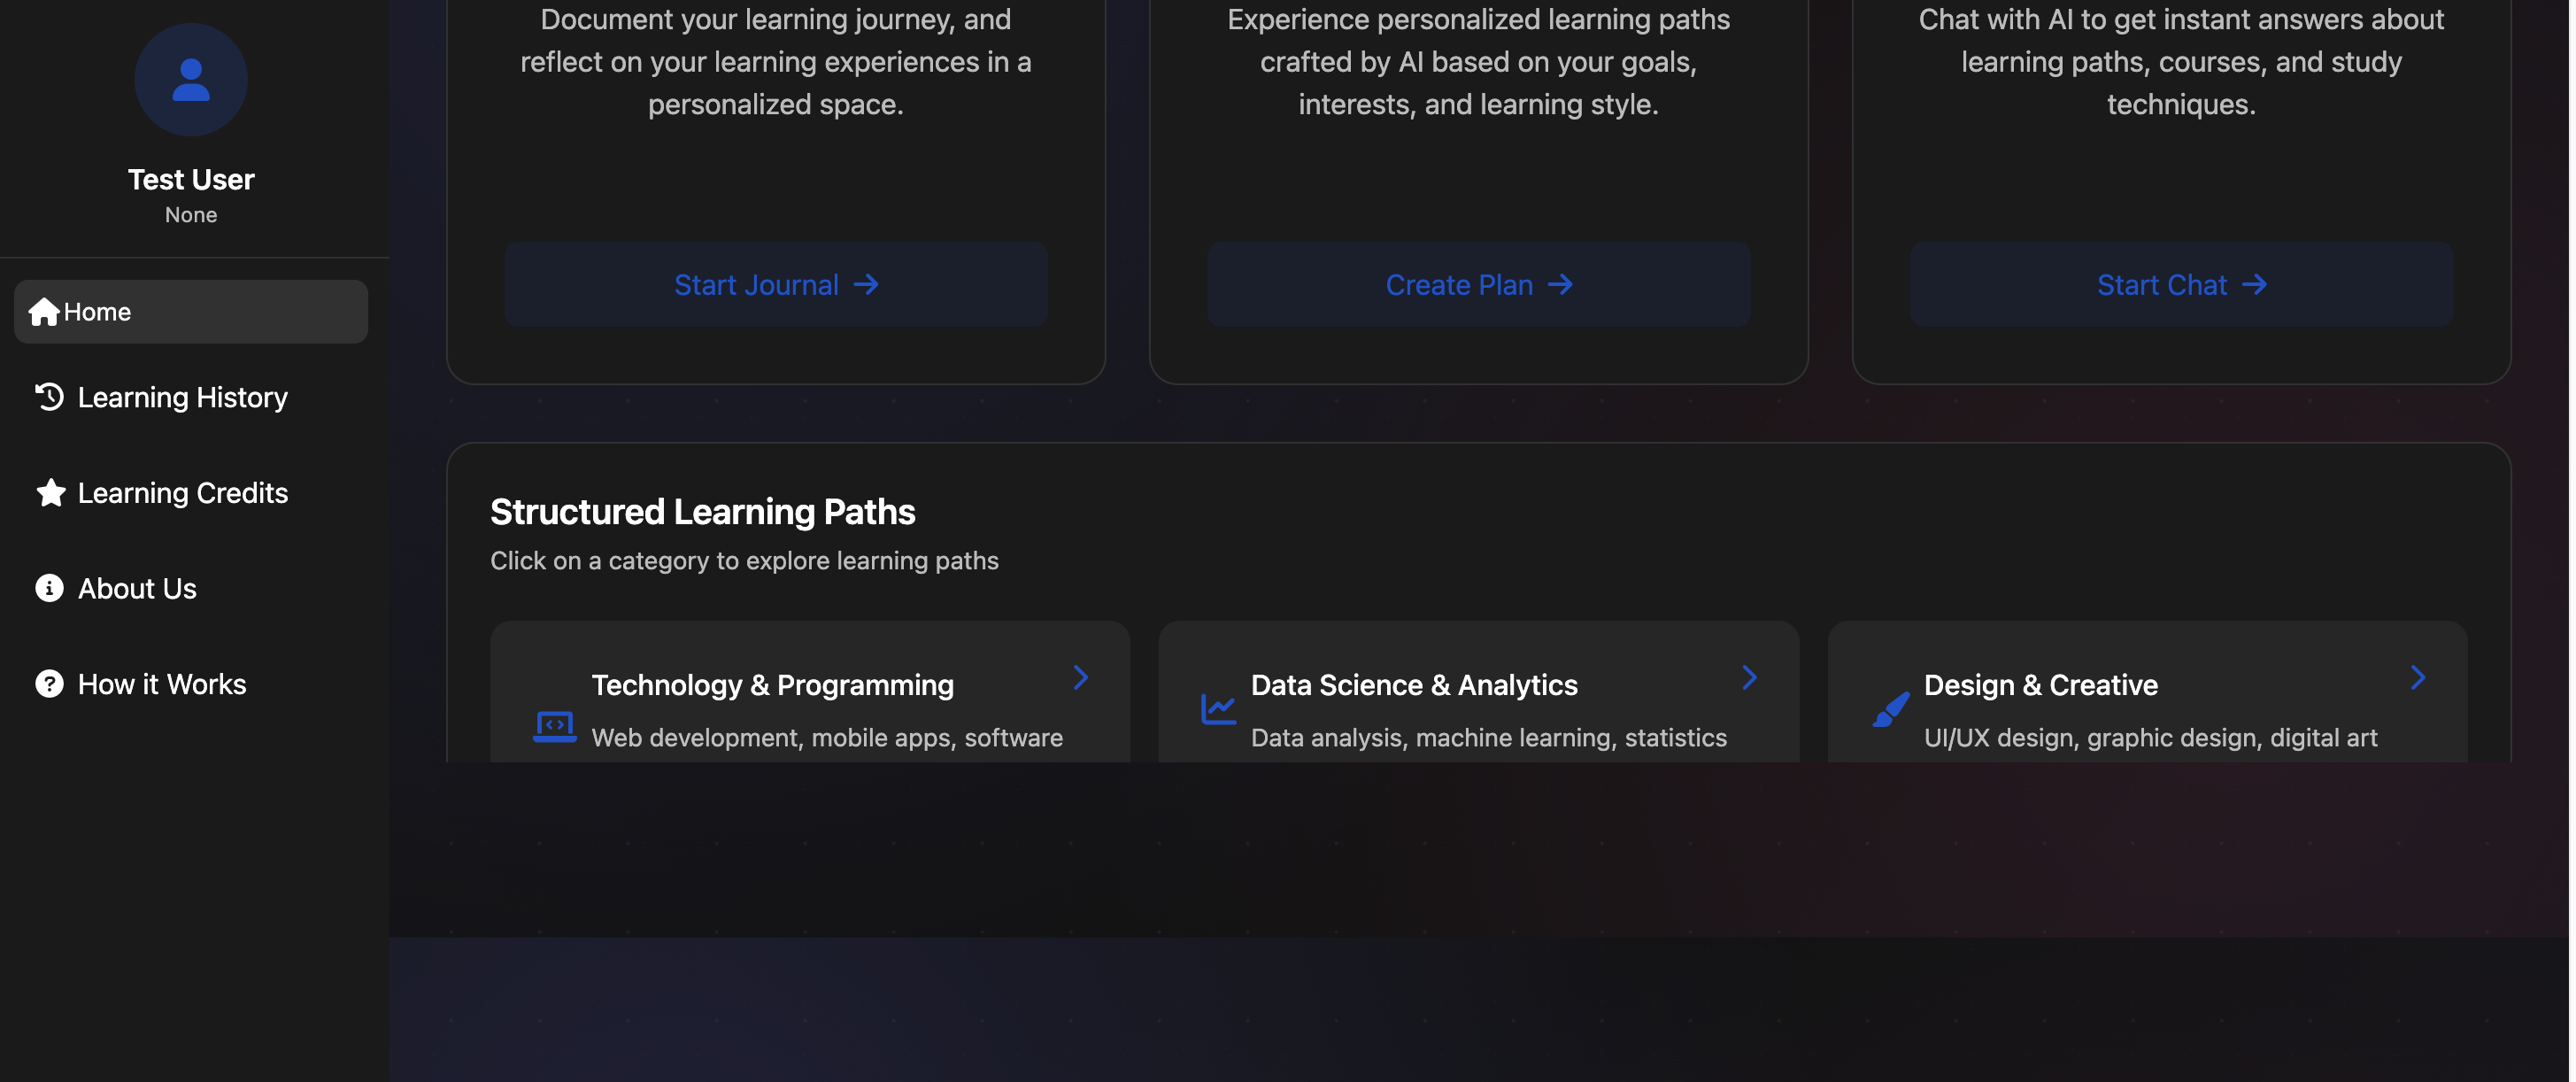 Test User
None
Home
Learning History
Learning Credits
About Us
How it Works
Document your learning journey, and
reflect on your learning experiences in a
personalized space.
Start Journal
Experience personalized learning paths
crafted by AI based on your goals,
interests, and learning style.
Create Plan
Chat with AI to get instant answers about
learning paths, courses, and study
techniques.
Start Chat
Structured Learning Paths
Click on a category to explore learning paths
Technology & Programming
Web development, mobile apps, software
Data Science & Analytics
Data analysis, machine learning, statistics
Design & Creative
UI/UX design, graphic design, digital art